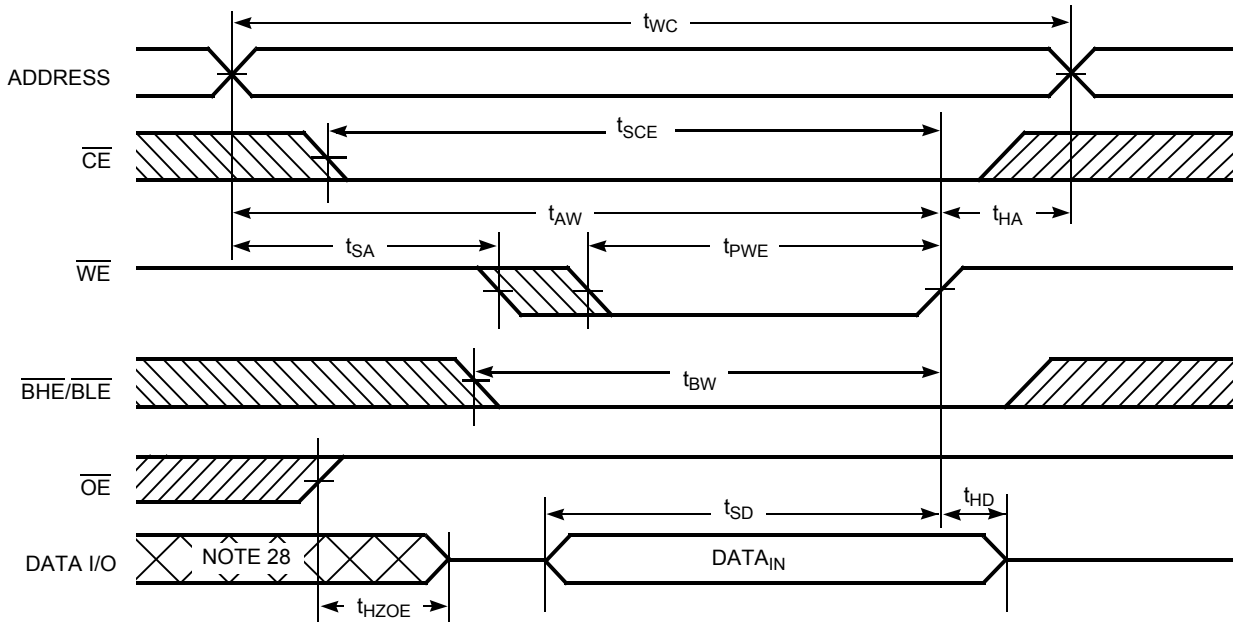 tWC
ADDRESS
tSCE
CE
tAW
tHA
tSA
tPWE
WE
tBW
BHE/BLE
OE
tSD
tHD
DATA I/O
NOTE 28
DATAIN
tHZOE